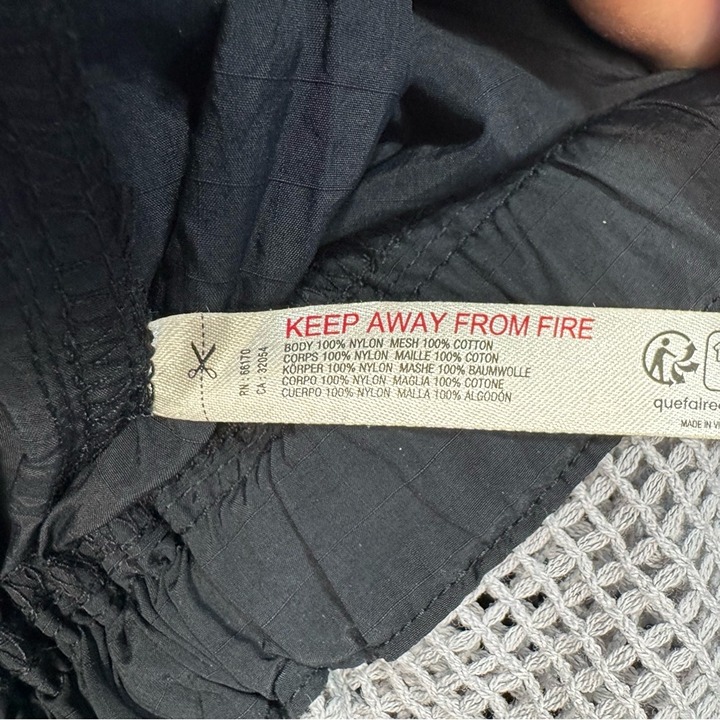 KEEP AWAY FROM FIRE
BODY 100% NYLON MESH 100% COTTON
CORPS 100% NYLON MAILLE 100% COTON
KÖRPER 100% NYLON MASHE 100% BAUMWOLLE
CORPO 100% NYLON MAGLIA 100% COTONE
CUERPO 100% NYLON MALLA 100% ALGODÓN
RN : 66170
CA : 32054
quefairee
MADE IN V